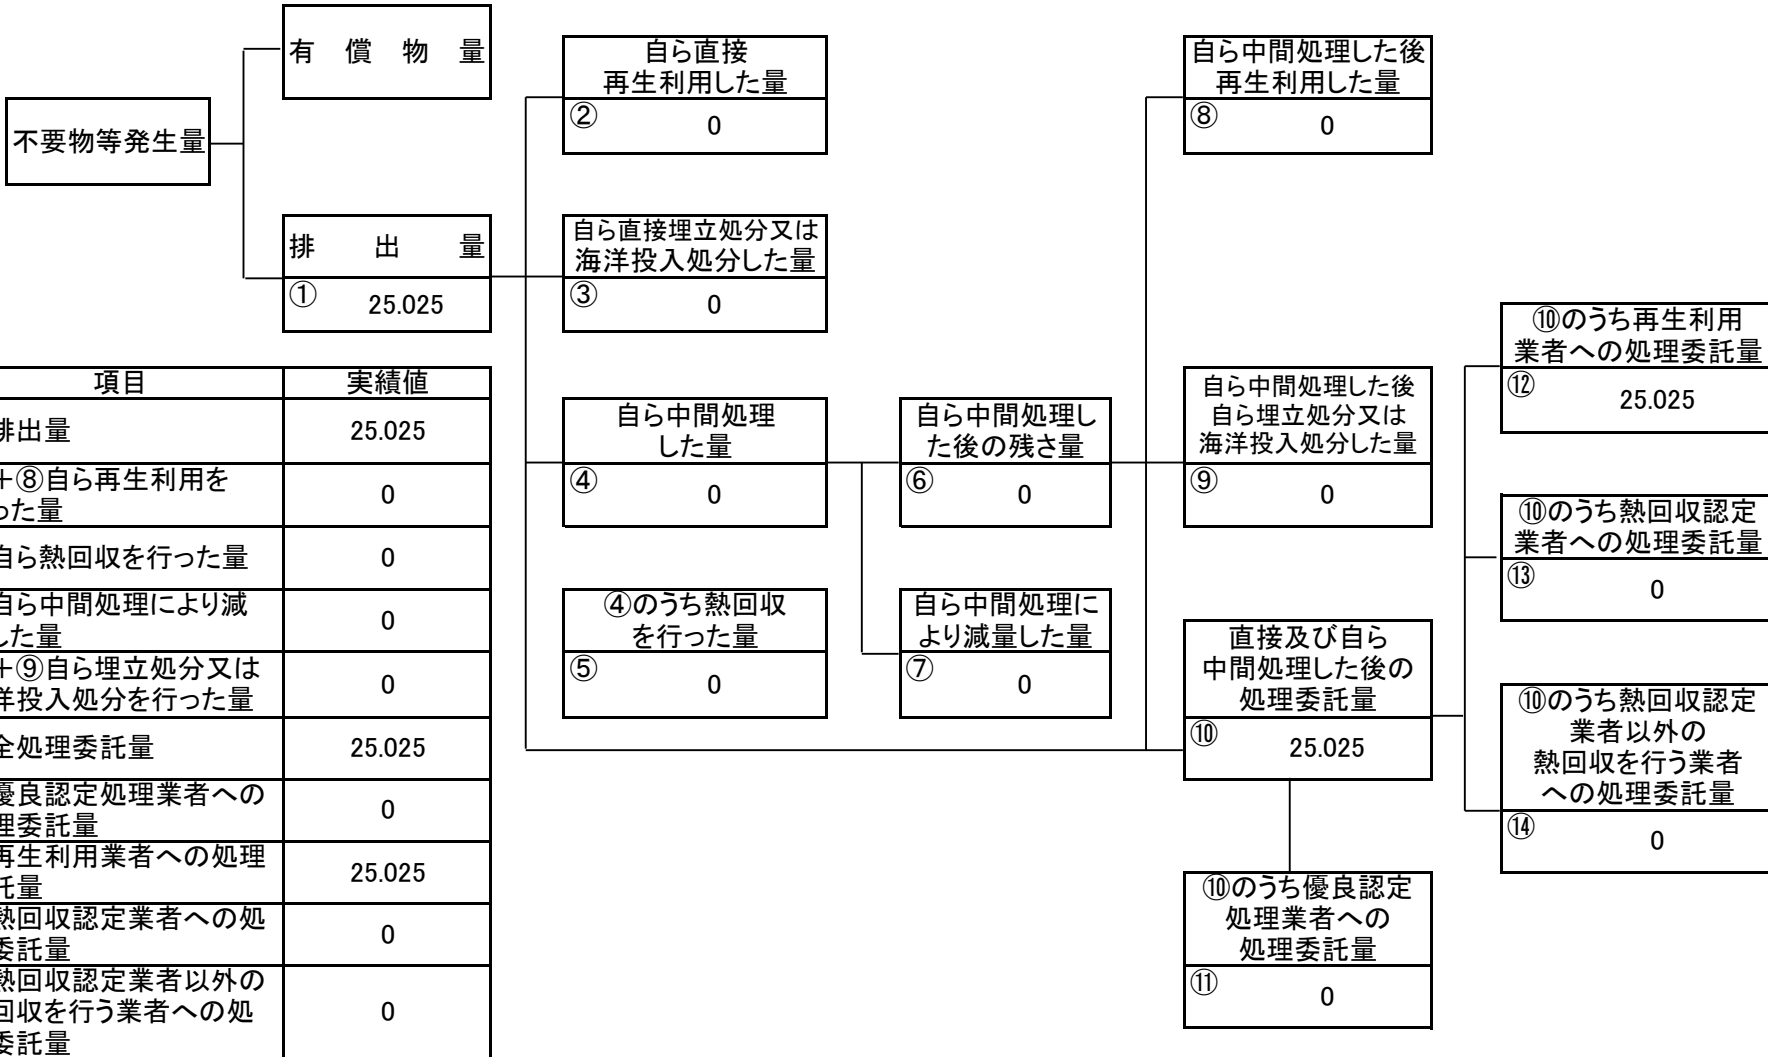 有 償 物 量
不要物等発生量
排 出 量
① 25.025
自ら直接
再生利用した量
② 0
自ら直接埋立処分又は
海洋投入処分した量
③ 0
自ら中間処理
した量
④ 0
④のうち熱回収
を行った量
⑤ 0
自ら中間処理し
た後の残さ量
⑥ 0
自ら中間処理に
より減量した量
⑦ 0
自ら中間処理した後
再生利用した量
⑧ 0
自ら中間処理した後
自ら埋立処分又は
海洋投入処分した量
⑨ 0
直接及び自ら
中間処理した後の
処理委託量
⑩ 25.025
⑩のうち優良認定
処理業者への
処理委託量
⑪ 0
⑩のうち再生利用
業者への処理委託量
⑫ 25.025
⑩のうち熱回収認定
業者への処理委託量
⑬ 0
⑩のうち熱回収認定
業者以外の
熱回収を行う業者
への処理委託量
⑭ 0
項目 実績値
排出量 25.025
+⑧自ら再生利用を
った量 0
自ら熱回収を行った量 0
自ら中間処理により減
した量 0
+⑨自ら埋立処分又は
洋投入処分を行った量 0
全処理委託量 25.025
優良認定処理業者への
理委託量 0
再生利用業者への処理
託量 25.025
熱回収認定業者への処
委託量 0
熱回収認定業者以外の
回収を行う業者への処
委託量 0